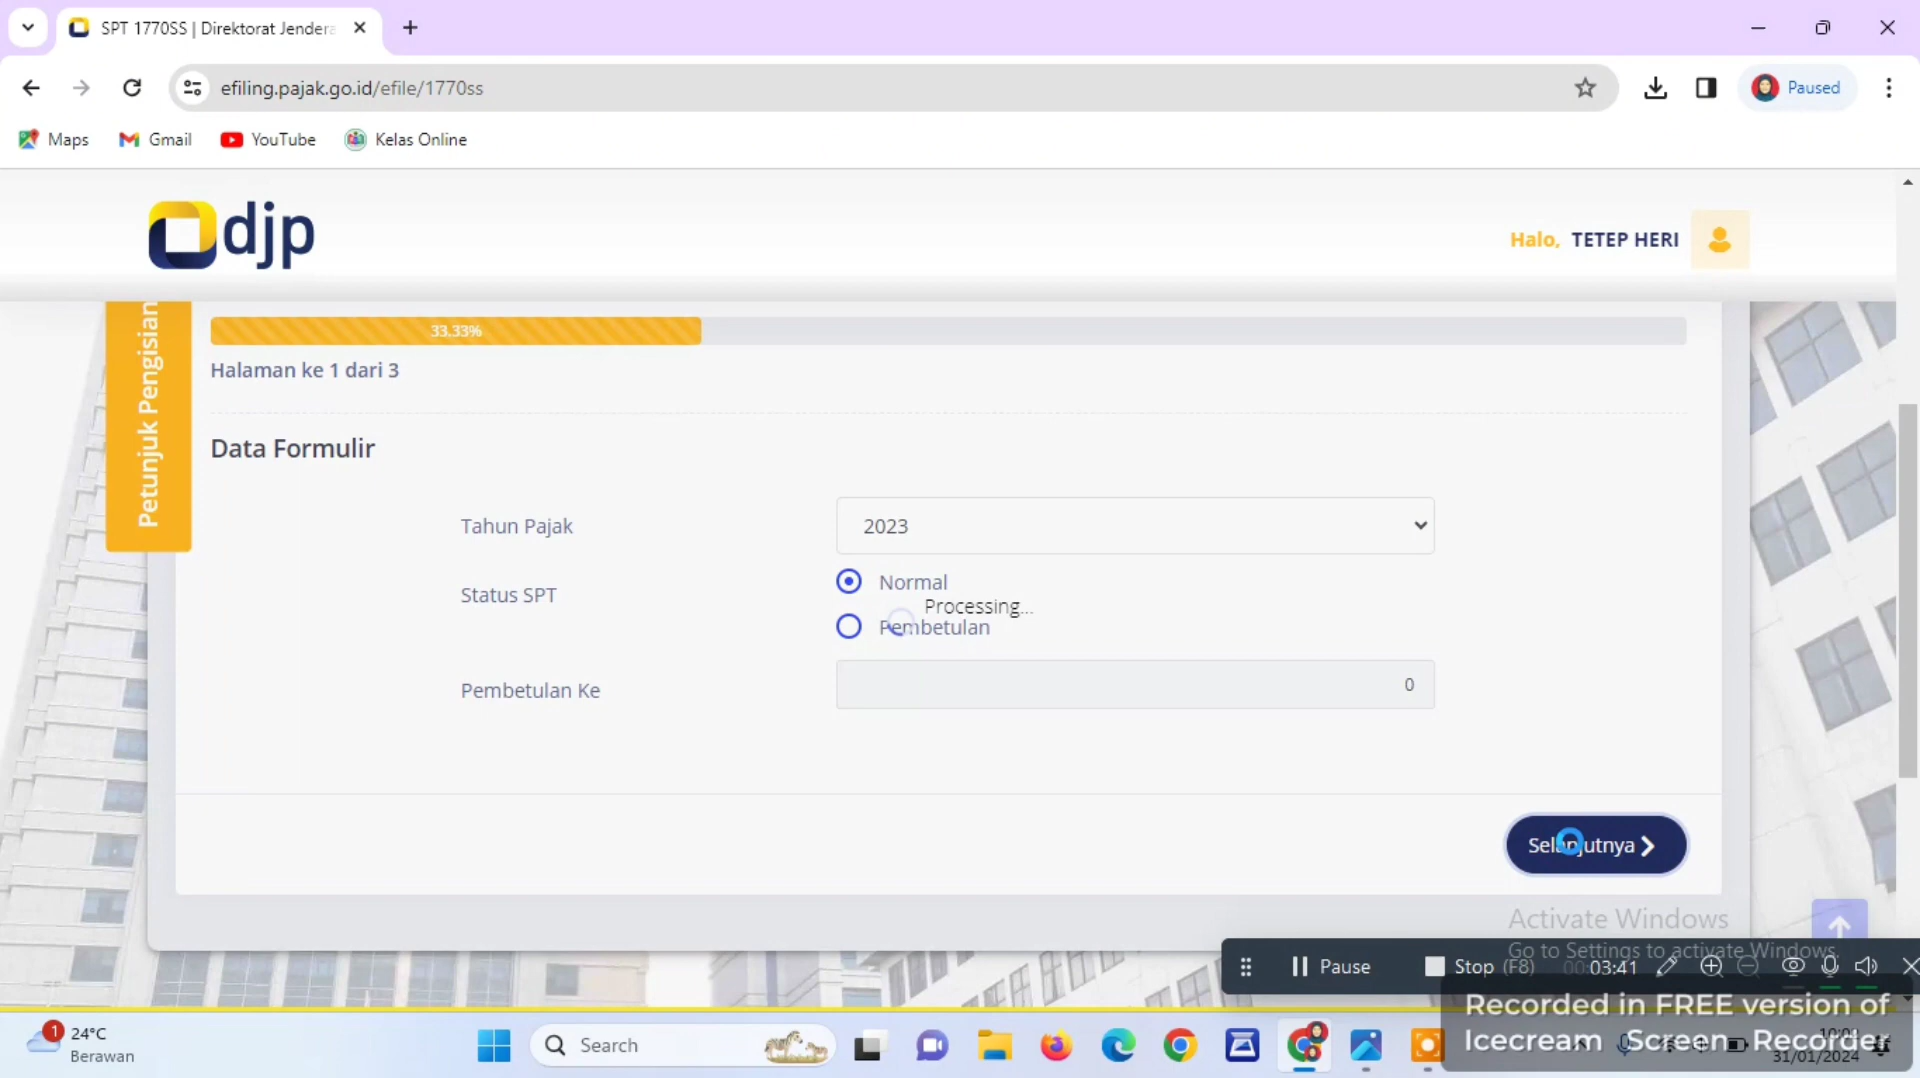 SPT 1770SS | Direktorat Jender
efiling.pajak.go.id/efile/1770ss
Paused
Maps
Gmail
YouTube
Kelas Online
djp
Halo, TETEP HERI
Petunjuk Pengisian
33.33%
Halaman ke 1 dari 3
Data Formulir
Tahun Pajak
2023
Status SPT
Normal
Processing...
Pembetulan
Pembetulan Ke
0
Selanjutnya
Activate Windows
Go to Settings to activate Windows.
Pause
Stop (F8)
00:03:41
Recorded in FREE version of
Icecream Screen Recorder
1
24°C
Berawan
Search
31/01/2024